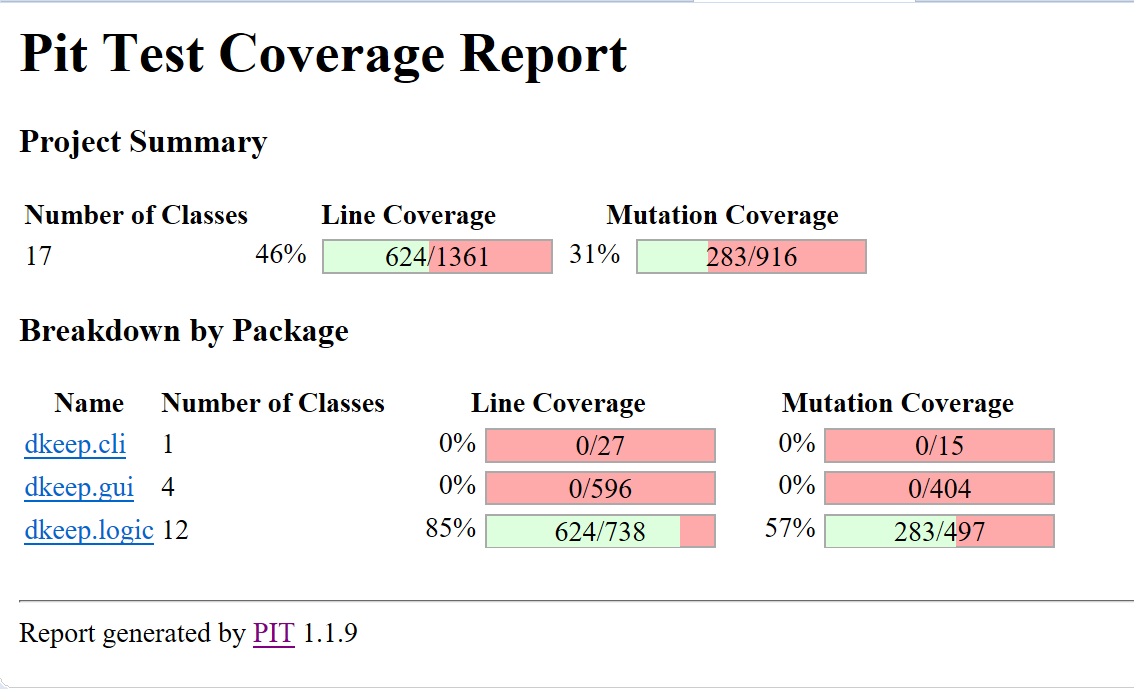 Pit Test Coverage Report
Project Summary
Number of Classes Line Coverage Mutation Coverage
17 46% 624/1361 31% 283/916
Breakdown by Package
Name Number of Classes Line Coverage Mutation Coverage
dkeep.cli 1 0% 0/27 0% 0/15
dkeep.gui 4 0% 0/596 0% 0/404
dkeep.logic 12 85% 624/738 57% 283/497
Report generated by PIT 1.1.9